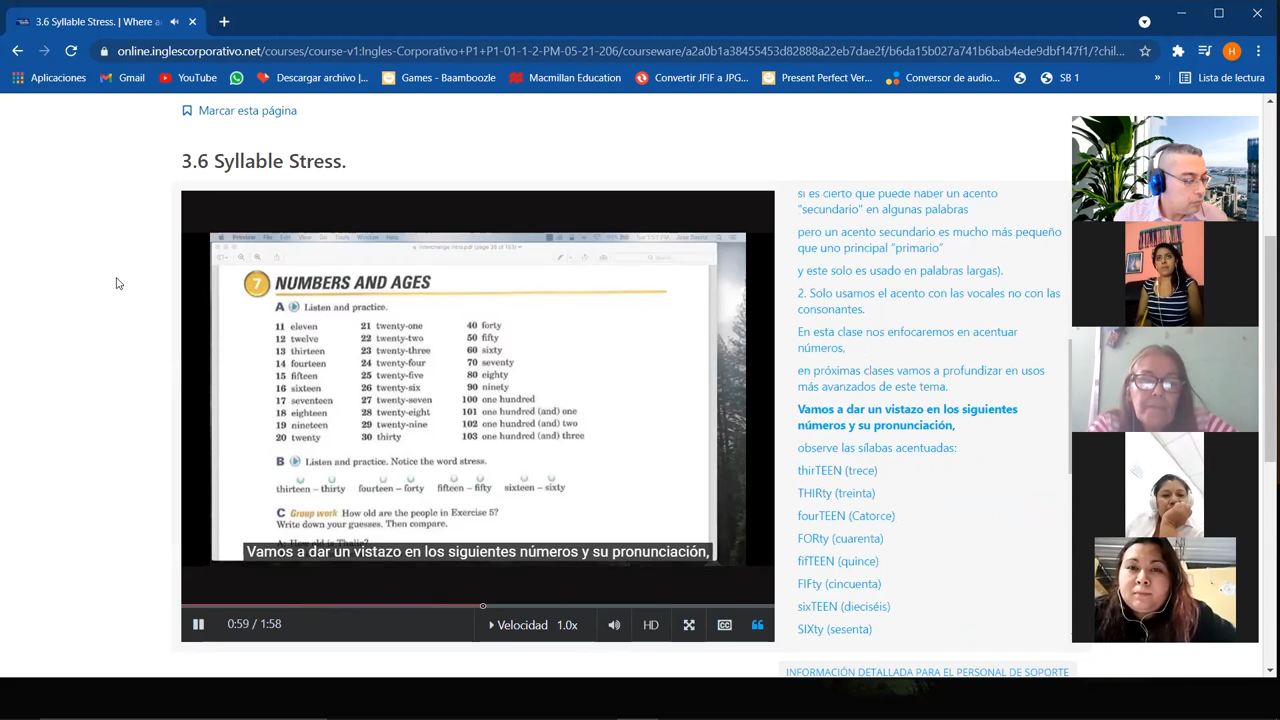 3.6 Syllable Stress. | Where a
online.inglescorporativo.net/courses/course-v1:Ingles-Corporativo+P1+P1-01-1-2-PM-05-21-206/courseware/a2a0b1a38455453d82888a22eb7dae2f/b6da15b027a741b6bab4ede9dbf147f1/?chil...
H
Aplicaciones
Gmail
YouTube
Descargar archivo |...
Games - Baamboozle
Macmillan Education
Convertir JFIF a JPG...
Present Perfect Ver...
Conversor de audio...
SB 1
»
Lista de lectura
Marcar esta página
3.6 Syllable Stress.
7 NUMBERS AND AGES
A Listen and practice.
11 eleven 21 twenty-one 40 forty
12 twelve 22 twenty-two 50 fifty
13 thirteen 23 twenty-three 60 sixty
14 fourteen 24 twenty-four 70 seventy
15 fifteen 25 twenty-five 80 eighty
16 sixteen 26 twenty-six 90 ninety
17 seventeen 27 twenty-seven 100 one hundred
18 eighteen 28 twenty-eight 101 one hundred (and) one
19 nineteen 29 twenty-nine 102 one hundred (and) two
20 twenty 30 thirty 103 one hundred (and) three
B Listen and practice. Notice the word stress.
thirteen – thirty fourteen – forty fifteen – fifty sixteen – sixty
C Group work How old are the people in Exercise 5?
Write down your guesses. Then compare.
Vamos a dar un vistazo en los siguientes números y su pronunciación,
0:59 / 1:58
Velocidad 1.0x
HD
CC
si es cierto que puede haber un acento
"secundario" en algunas palabras
pero un acento secundario es mucho más pequeño
que uno principal "primario"
y este solo es usado en palabras largas).
2. Solo usamos el acento con las vocales no con las
consonantes.
En esta clase nos enfocaremos en acentuar
números,
en próximas clases vamos a profundizar en usos
más avanzados de este tema.
Vamos a dar un vistazo en los siguientes
números y su pronunciación,
observe las sílabas acentuadas:
thirTEEN (trece)
THIRty (treinta)
fourTEEN (Catorce)
FORty (cuarenta)
fifTEEN (quince)
FIFty (cincuenta)
sixTEEN (dieciséis)
SIXty (sesenta)
INFORMACIÓN DETALLADA PARA EL PERSONAL DE SOPORTE